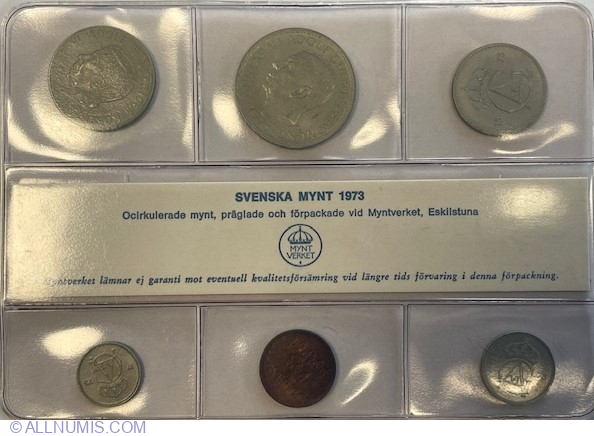 SVENSKA MYNT 1973
Ocirkulerade mynt, präglade och förpackade vid Myntverket, Eskilstuna
MYNT
VERKET
Myntverket lämnar ej garanti mot eventuell kvalitetsförsämring vid längre tids förvaring i denna förpackning.
© ALLNUMIS.COM